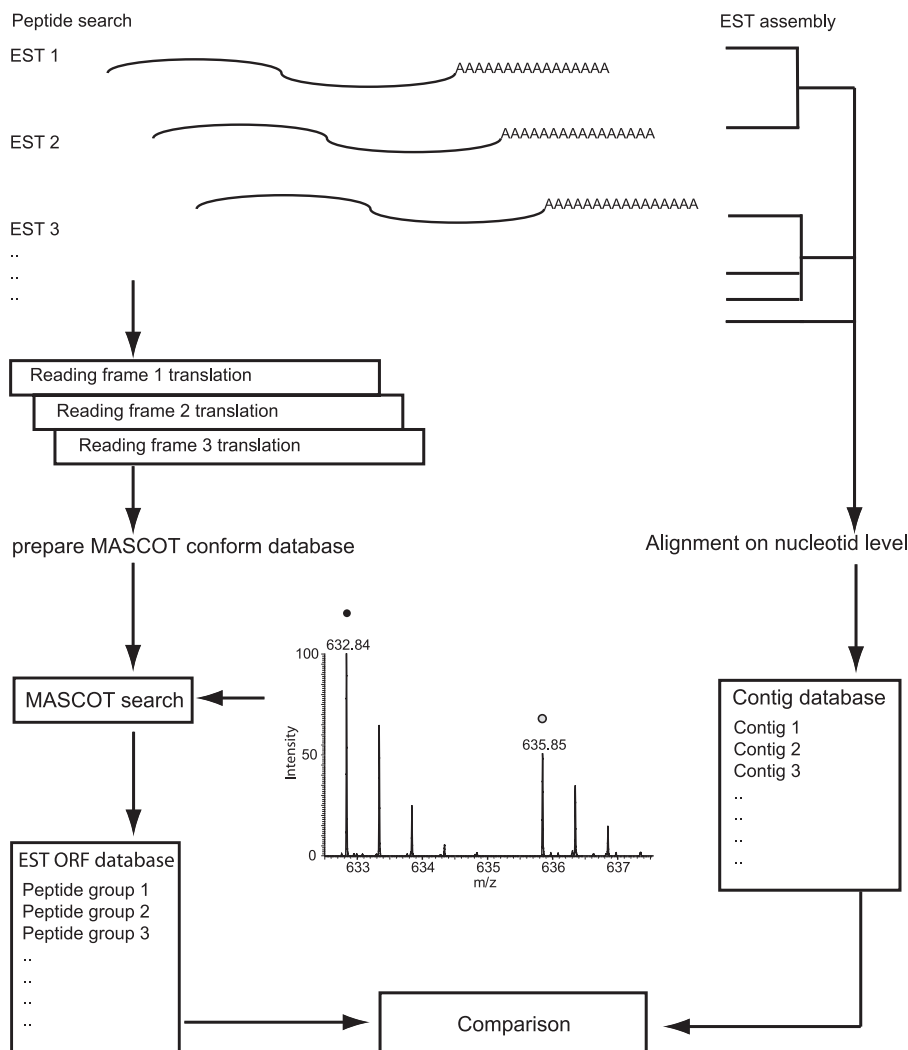 Peptide search
EST assembly
EST 1
AAAAAAAAAAAAAAAA
EST 2
AAAAAAAAAAAAAAAA
EST 3
AAAAAAAAAAAAAAAA
..
..
..
Reading frame 1 translation
Reading frame 2 translation
Reading frame 3 translation
prepare MASCOT conform database
Alignment on nucleotid level
632.84
100
MASCOT search
Contig database
Contig 1
Contig 2
Contig 3
..
..
..
..
635.85
50
Intensity
0
633
634
635
636
637
m/z
EST ORF database
Peptide group 1
Peptide group 2
Peptide group 3
..
..
..
..
Comparison